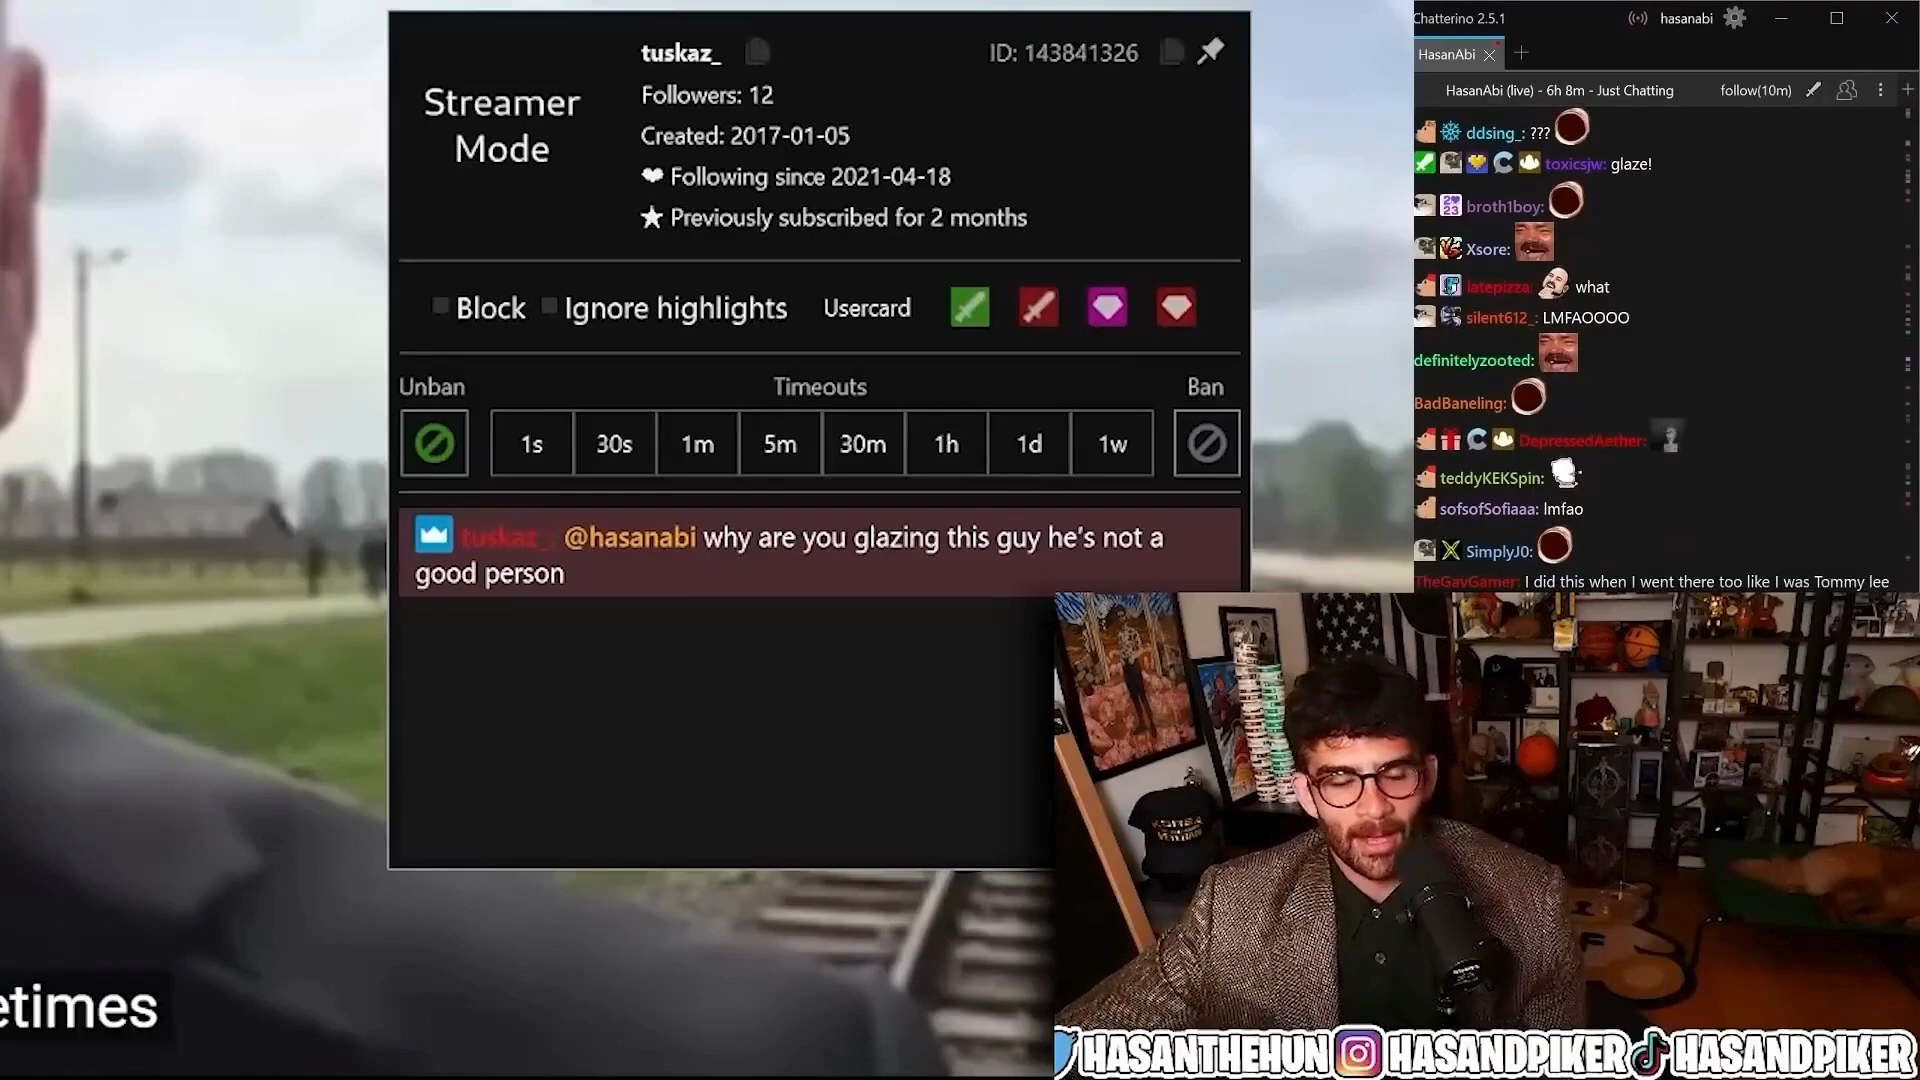 tuskaz_
ID: 143841326
Streamer
Mode
Followers: 12
Created: 2017-01-05
Following since 2021-04-18
Previously subscribed for 2 months
Block
Ignore highlights
Usercard
Unban
Timeouts
Ban
1s
30s
1m
5m
30m
1h
1d
1w
tuskaz_: @hasanabi why are you glazing this guy he's not a
good person
etimes
Chatterino 2.5.1
hasanabi
HasanAbi
HasanAbi (live) - 6h 8m - Just Chatting
follow(10m)
ddsing_: ???
toxicsjw: glaze!
broth1boy:
Xsore:
latepizza: what
silent612_: LMFAOOOO
definitelyzooted:
BadBaneling:
DepressedAether:
teddyKEKSpin:
sofsofSofiaaa: lmfao
SimplyJ0:
TheGavGamer: I did this when I went there too like I was Tommy lee
HASANTHEHUN
HASANDPIKER
HASANDPIKER